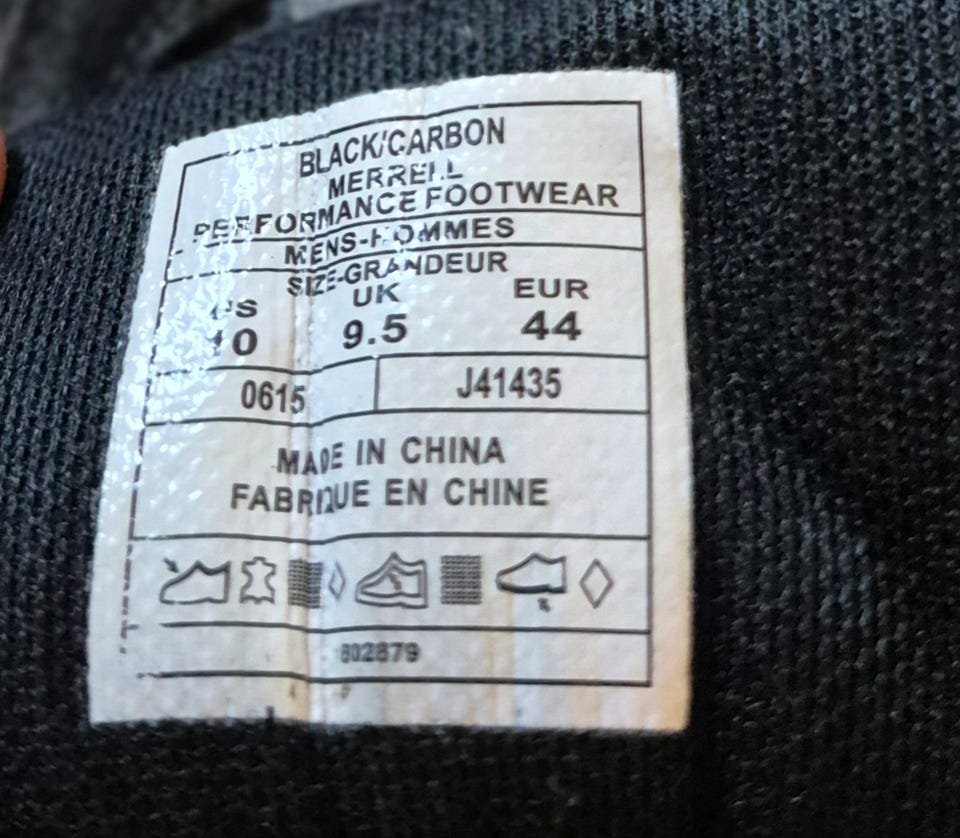 BLACK/CARBON
MERRELL
PERFORMANCE FOOTWEAR
MENS-HOMMES
SIZE-GRANDEUR
US UK EUR
10 9.5 44
0615 J41435
MADE IN CHINA
FABRIQUE EN CHINE
802879